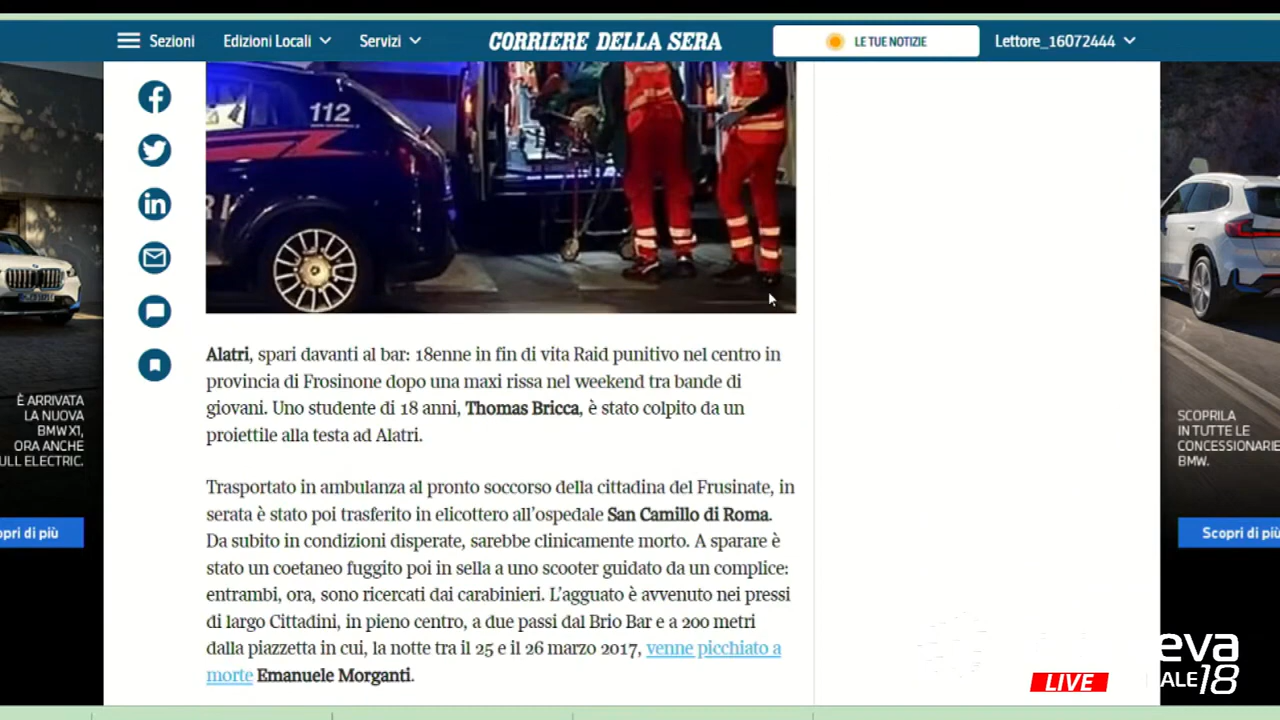 Sezioni Edizioni Locali Servizi CORRIERE DELLA SERA LE TUE NOTIZIE Lettore_16072444
112
Alatri, spari davanti al bar: 18enne in fin di vita Raid punitivo nel centro in
provincia di Frosinone dopo una maxi rissa nel weekend tra bande di
giovani. Uno studente di 18 anni, Thomas Bricca, è stato colpito da un
proiettile alla testa ad Alatri.
Trasportato in ambulanza al pronto soccorso della cittadina del Frusinate, in
serata è stato poi trasferito in elicottero all’ospedale San Camillo di Roma.
Da subito in condizioni disperate, sarebbe clinicamente morto. A sparare è
stato un coetaneo fuggito poi in sella a uno scooter guidato da un complice:
entrambi, ora, sono ricercati dai carabinieri. L’agguato è avvenuto nei pressi
di largo Cittadini, in pieno centro, a due passi dal Brio Bar e a 200 metri
dalla piazzetta in cui, la notte tra il 25 e il 26 marzo 2017, venne picchiato a
morte Emanuele Morganti.
È ARRIVATA
LA NUOVA
BMW X1,
ORA ANCHE
ULL ELECTRIC.
opri di più
SCOPRILA
IN TUTTE LE
CONCESSIONARIE
BMW.
Scopri di più
eva
ALE 18
LIVE